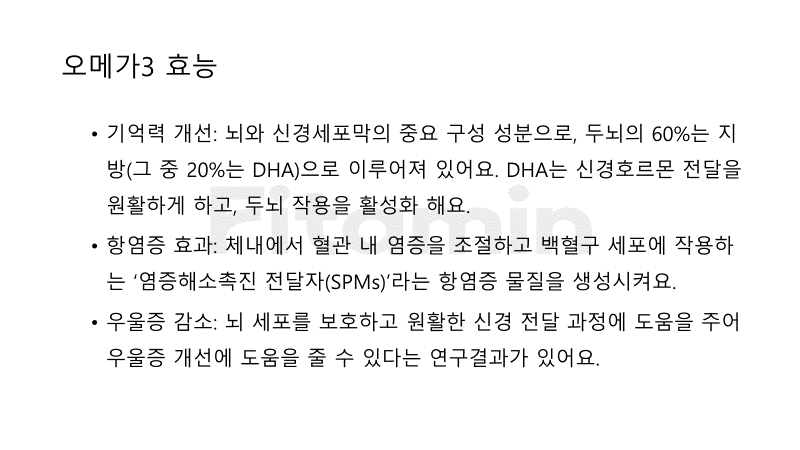 오메가3 효능
• 기억력 개선: 뇌와 신경세포막의 중요 구성 성분으로, 두뇌의 60%는 지
방(그 중 20%는 DHA)으로 이루어져 있어요. DHA는 신경호르몬 전달을
원활하게 하고, 두뇌 작용을 활성화 해요.
Fitamin
• 항염증 효과: 체내에서 혈관 내 염증을 조절하고 백혈구 세포에 작용하
는 ‘염증해소촉진 전달자(SPMs)’라는 항염증 물질을 생성시켜요.
• 우울증 감소: 뇌 세포를 보호하고 원활한 신경 전달 과정에 도움을 주어
우울증 개선에 도움을 줄 수 있다는 연구결과가 있어요.